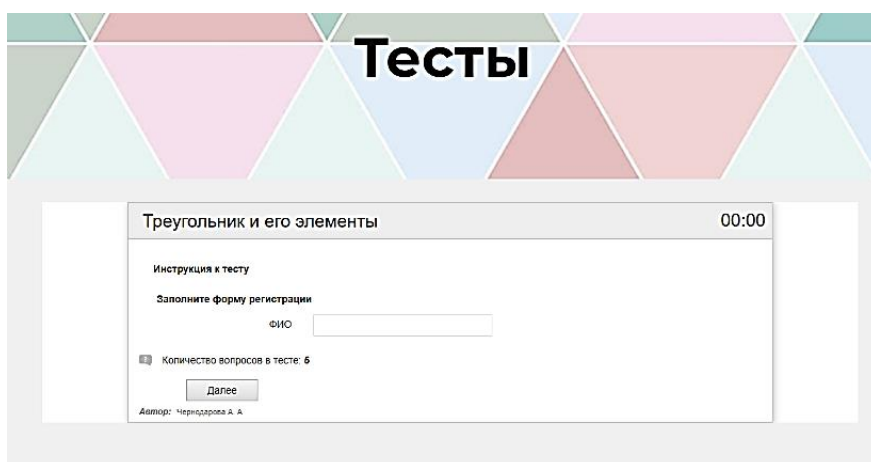 Тесты
Треугольник и его элементы 00:00
Инструкция к тесту
Заполните форму регистрации
ФИО
Количество вопросов в тесте: 5
Далее
Автор: Чернодарова А. А